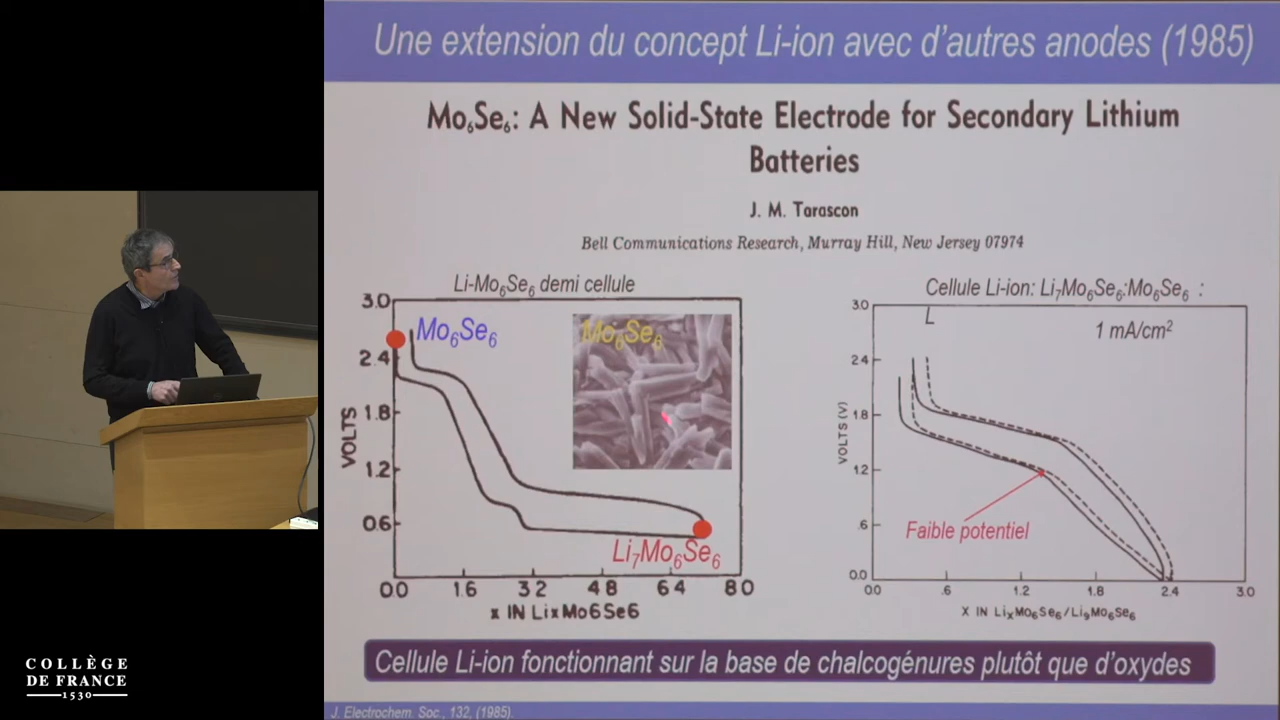 Une extension du concept Li-ion avec d'autres anodes (1985)
Mo₆Se₆: A New Solid-State Electrode for Secondary Lithium
Batteries
J. M. Tarascon
Bell Communications Research, Murray Hill, New Jersey 07974
Li-Mo₆Se₆ demi cellule
3.0
2.4
1.8
1.2
0.6
VOLTS
Mo₆Se₆
Mo₆Se₆
Li₇Mo₆Se₆
0.0 1.6 3.2 4.8 6.4 8.0
x IN LixMo6Se6
Cellule Li-ion: Li₇Mo₆Se₆:Mo₆Se₆ :
1 mA/cm²
3.0
2.4
1.8
1.2
.6
0.0
VOLTS (V)
Faible potentiel
0.0 .6 1.2 1.8 2.4 3.0
X IN LiₓMo₆Se₆/Li₉Mo₆Se₆
Cellule Li-ion fonctionnant sur la base de chalcogénures plutôt que d'oxydes
J. Electrochem. Soc., 132, (1985).
COLLÈGE
DE FRANCE
1530